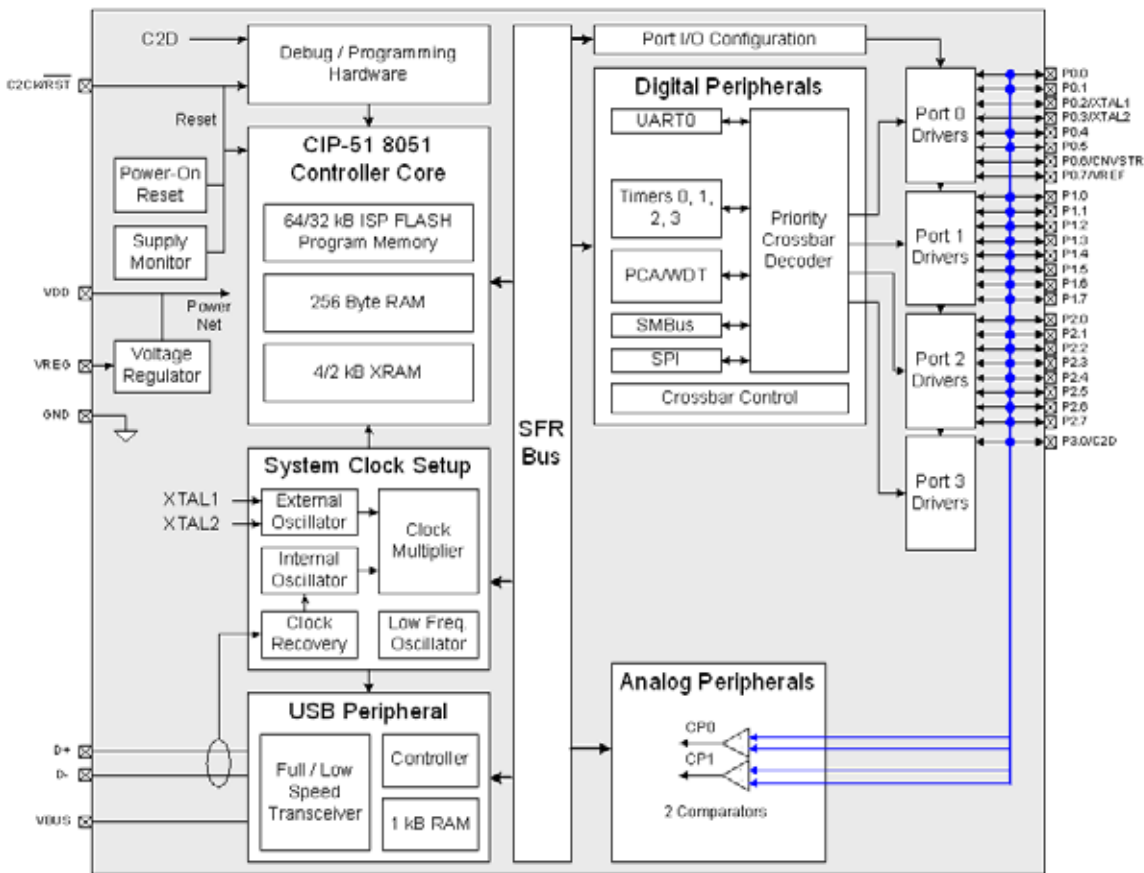 C2D
C2CK/RST
Debug / Programming
Hardware
Reset
Power-On
Reset
Supply
Monitor
VDD
Power
Net
VREG
Voltage
Regulator
GND
CIP-51 8051
Controller Core
64/32 kB ISP FLASH
Program Memory
256 Byte RAM
4/2 kB XRAM
System Clock Setup
XTAL1
XTAL2
External
Oscillator
Internal
Oscillator
Clock
Multiplier
Clock
Recovery
Low Freq.
Oscillator
USB Peripheral
D+
D-
VBUS
Full / Low
Speed
Transceiver
Controller
1 kB RAM
SFR
Bus
Port I/O Configuration
Digital Peripherals
UART0
Timers 0, 1,
2, 3
PCA/WDT
SMBus
SPI
Priority
Crossbar
Decoder
Crossbar Control
Port 0
Drivers
Port 1
Drivers
Port 2
Drivers
Port 3
Drivers
P0.0
P0.1
P0.2/XTAL1
P0.3/XTAL2
P0.4
P0.5
P0.6/CNVSTR
P0.7/VREF
P1.0
P1.1
P1.2
P1.3
P1.4
P1.5
P1.6
P1.7
P2.0
P2.1
P2.2
P2.3
P2.4
P2.5
P2.6
P2.7
P3.0/C2D
Analog Peripherals
CP0
CP1
2 Comparators